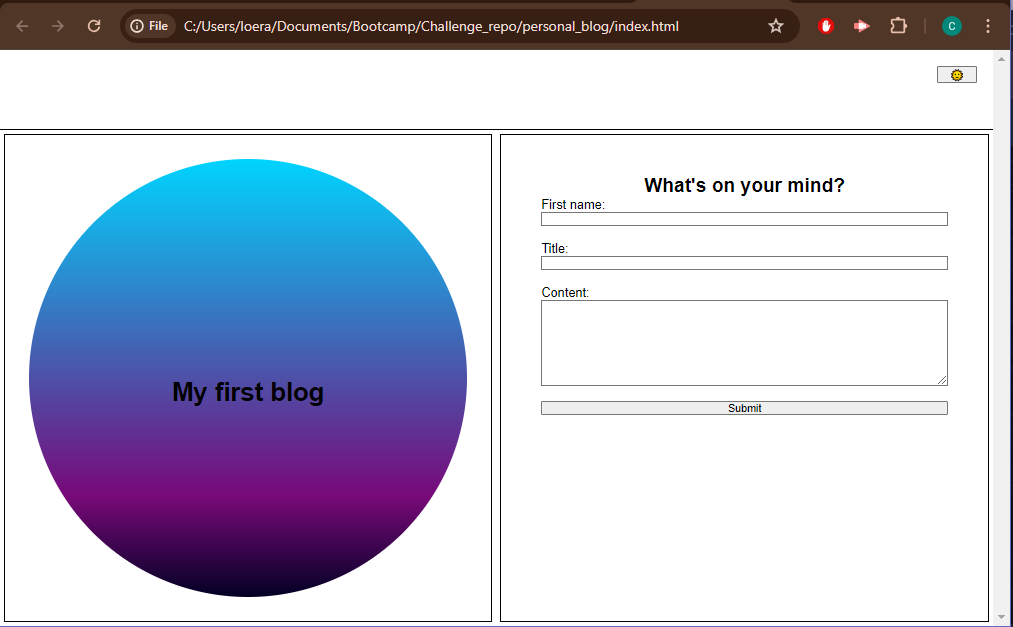 File C:/Users/loera/Documents/Bootcamp/Challenge_repo/personal_blog/index.html
C
My first blog
What's on your mind?
First name:
Title:
Content:
Submit